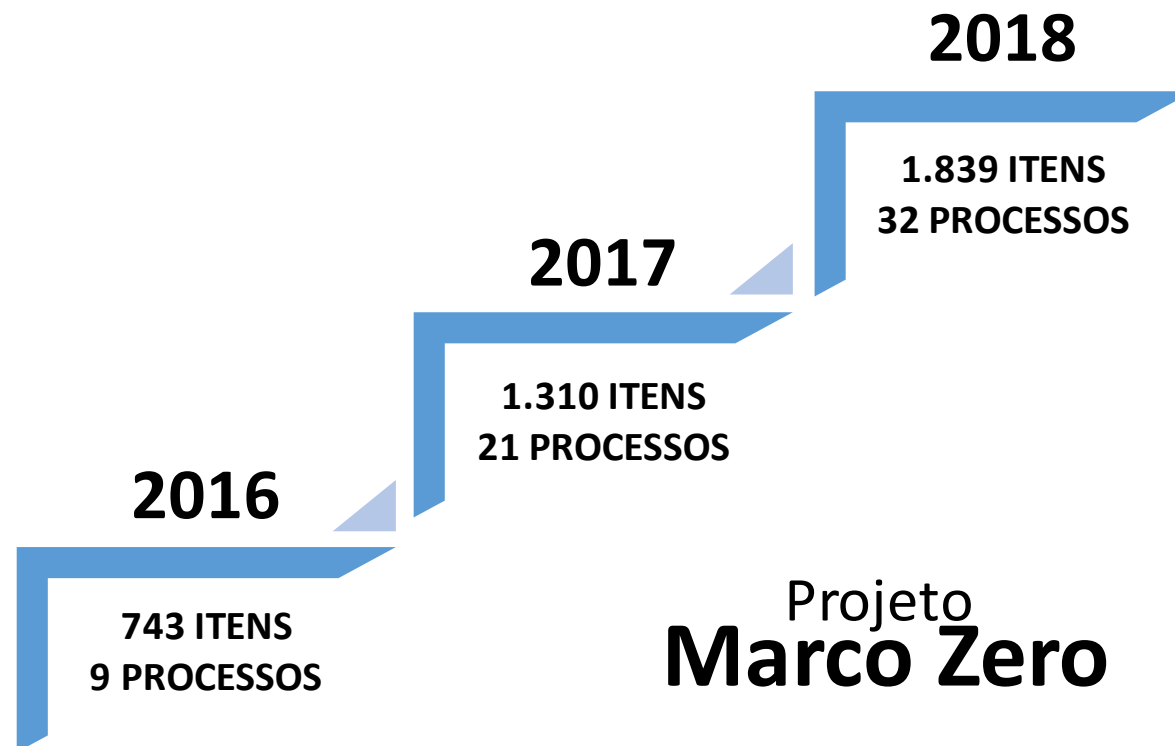 2018
1.839 ITENS
32 PROCESSOS
2017
1.310 ITENS
21 PROCESSOS
2016
743 ITENS
9 PROCESSOS
Projeto
Marco Zero